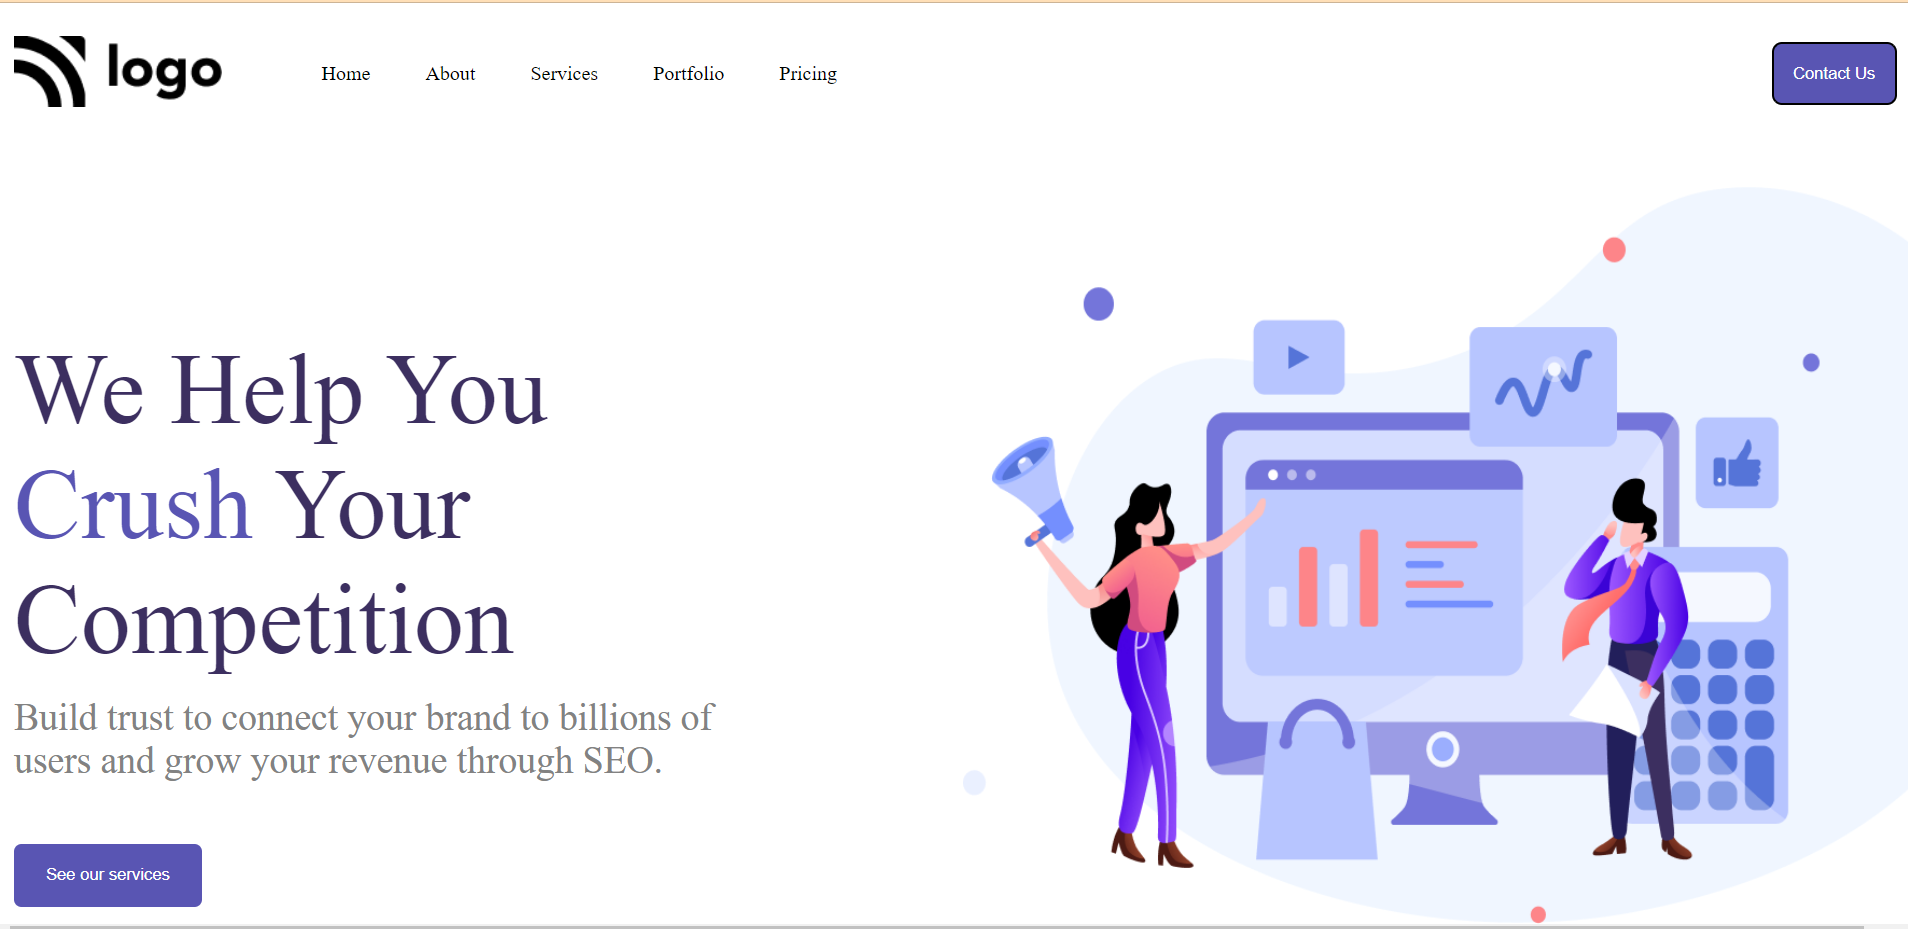 logo
Home About Services Portfolio Pricing
Contact Us
We Help You
Crush Your
Competition
Build trust to connect your brand to billions of
users and grow your revenue through SEO.
See our services